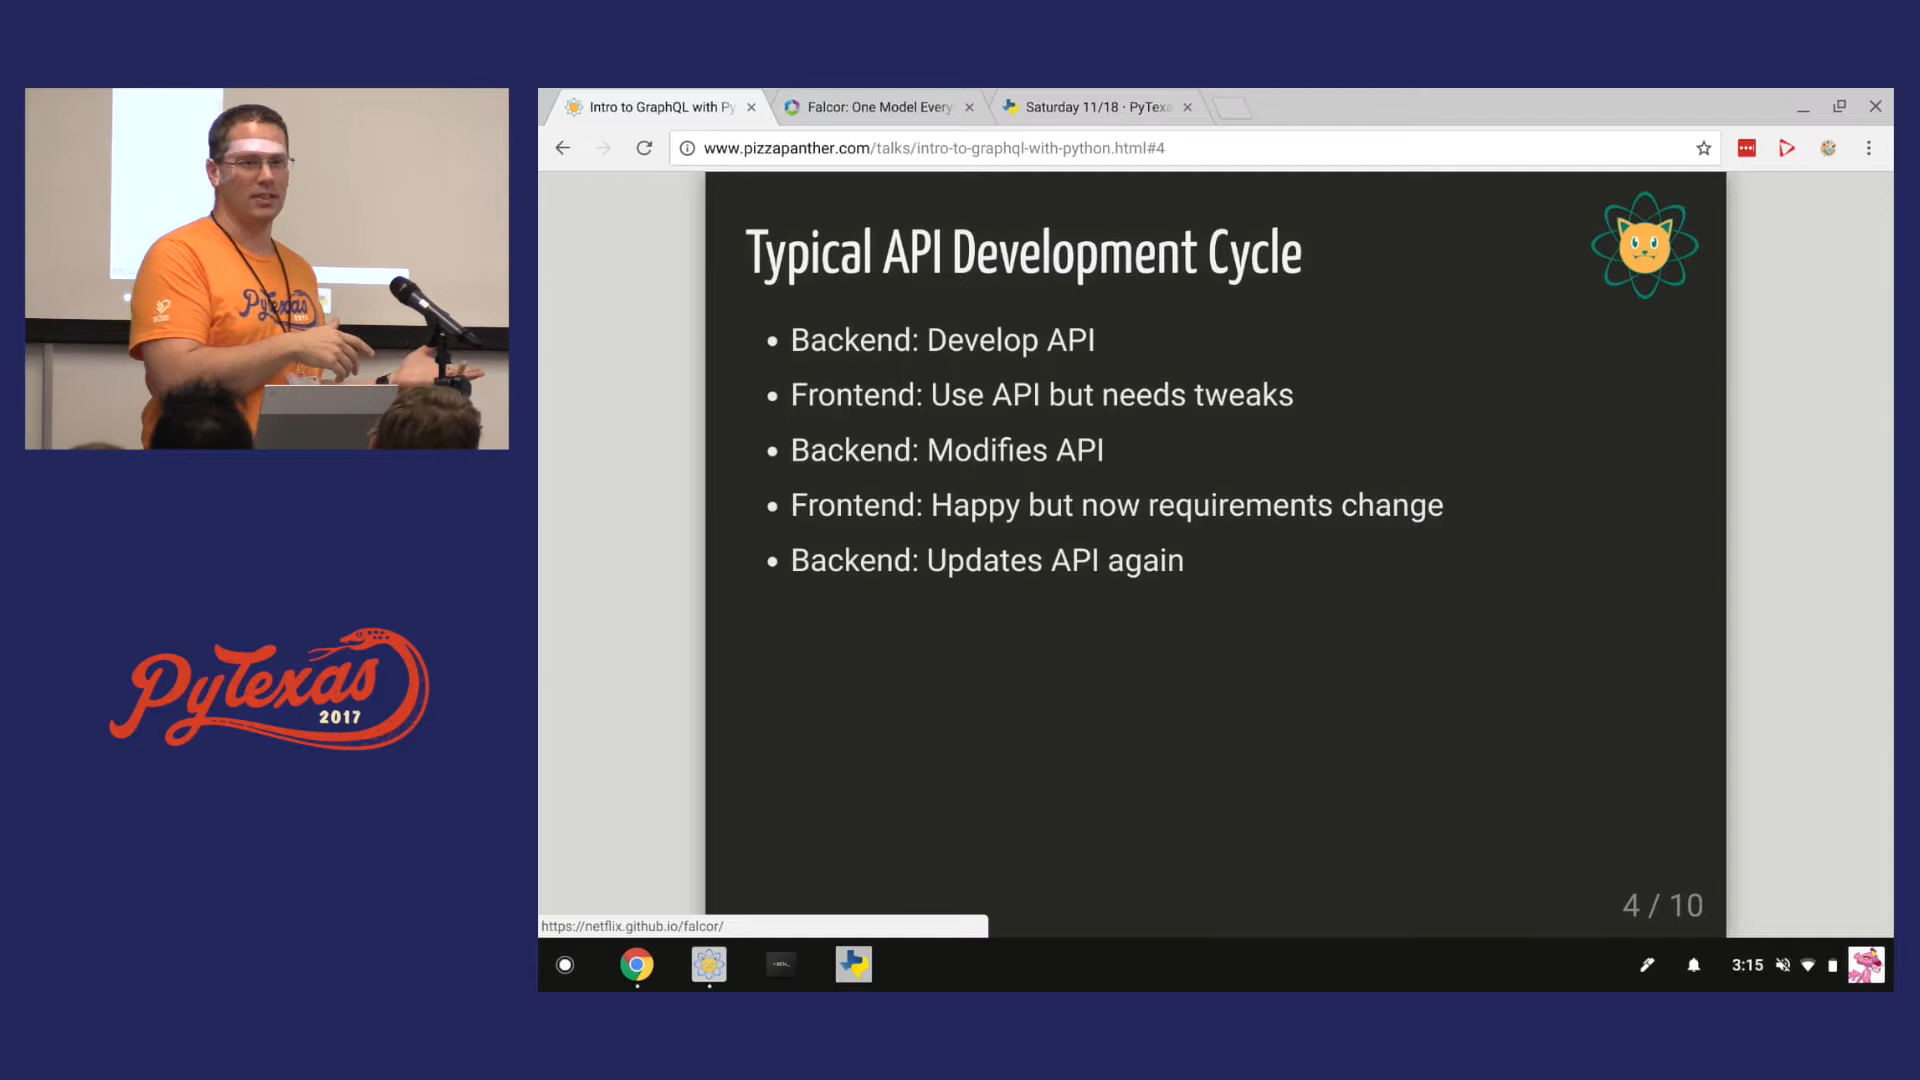 Intro to GraphQL with Py
Falcor: One Model Every
Saturday 11/18 · PyTexa
www.pizzapanther.com/talks/intro-to-graphql-with-python.html#4
Typical API Development Cycle
Backend: Develop API
Frontend: Use API but needs tweaks
Backend: Modifies API
Frontend: Happy but now requirements change
Backend: Updates API again
4 / 10
https://netflix.github.io/falcor/
3:15
PyTexas
PyTexas
2017